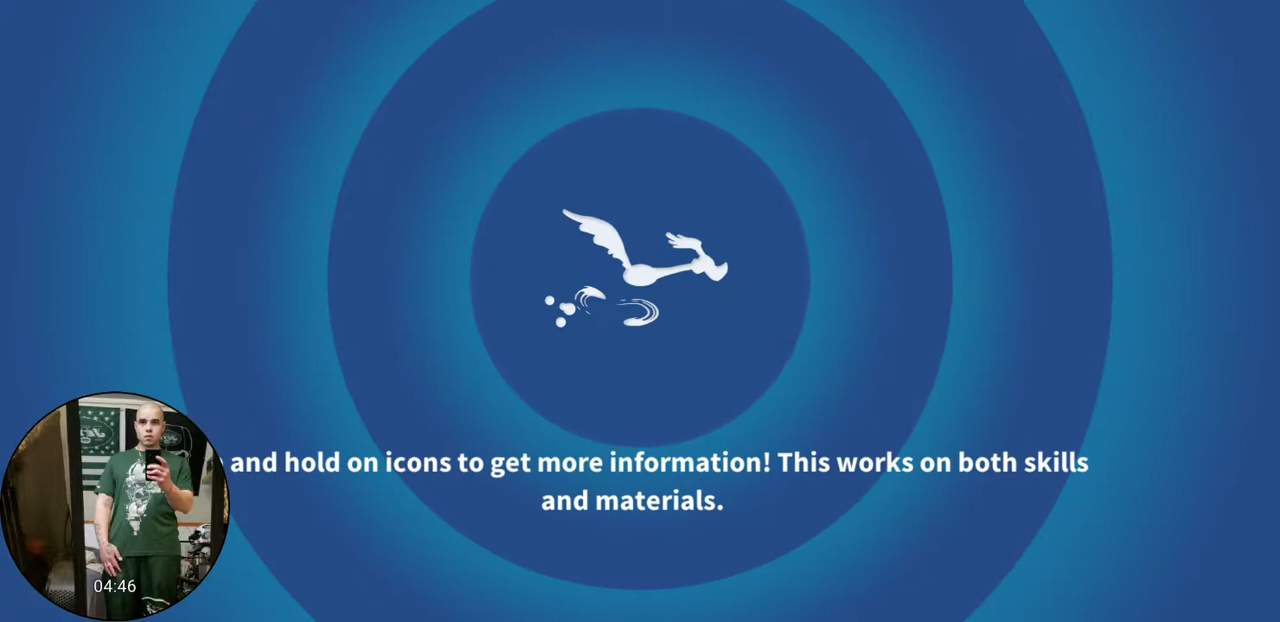 and hold on icons to get more information! This works on both skills
and materials.
04:46